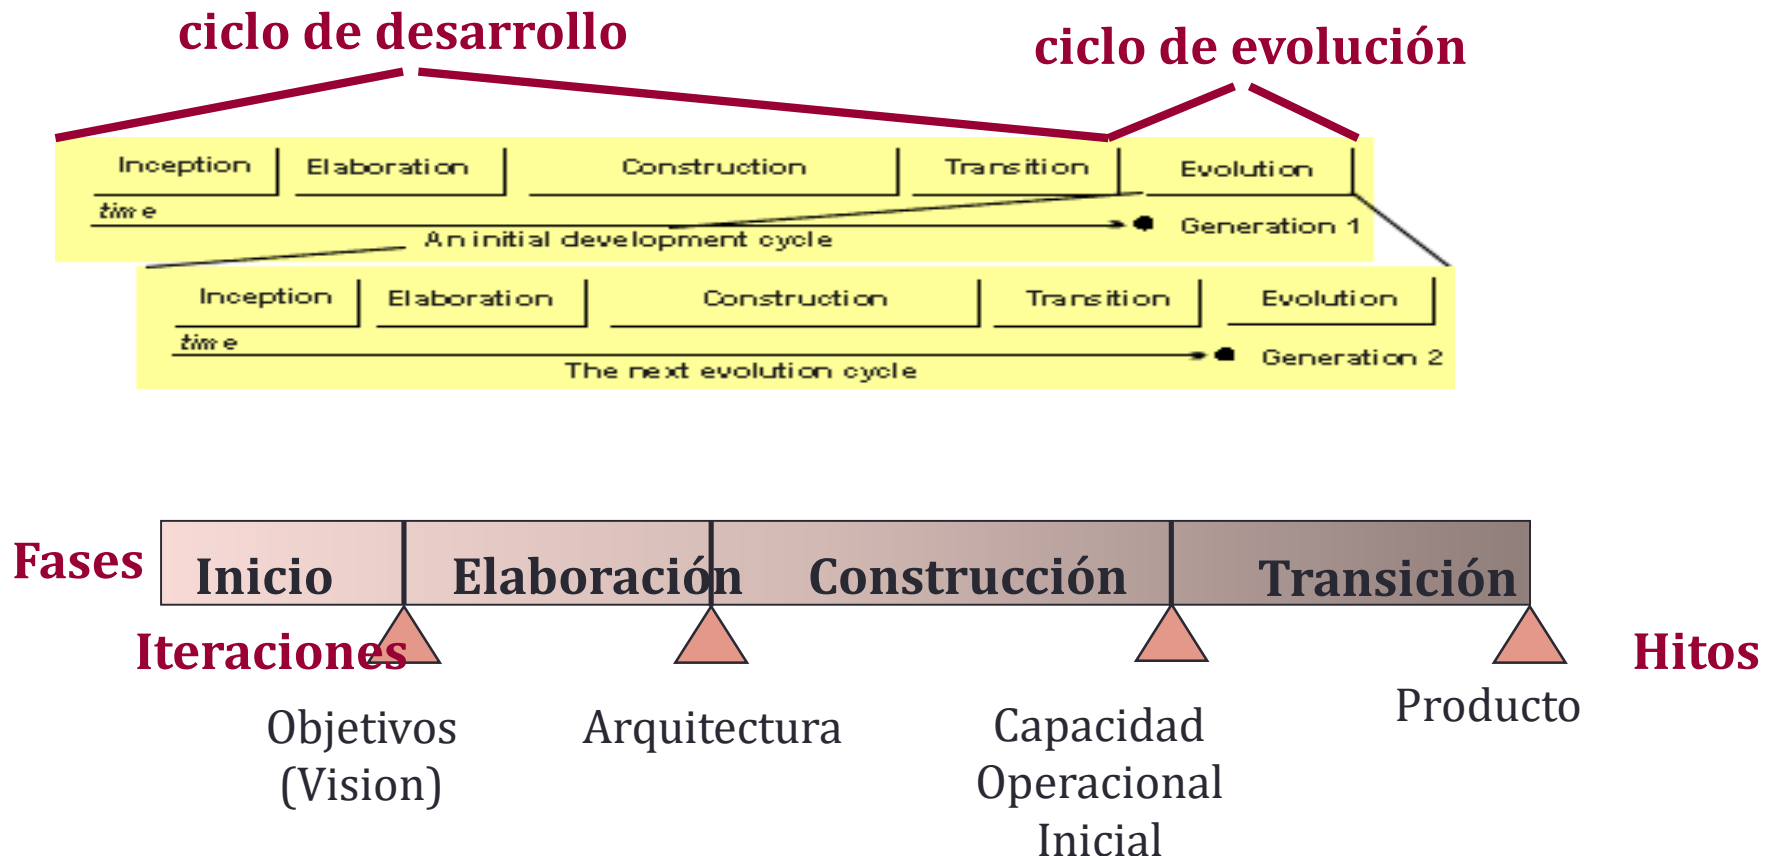 ciclo de desarrollo
ciclo de evolución
Inception Elaboration Construction Transition Evolution
time
Generation 1
An initial development cycle
Inception Elaboration Construction Transition Evolution
time
Generation 2
The next evolution cycle
Fases Inicio Elaboración Construcción Transición
Iteraciones Hitos
Objetivos
(Vision)
Arquitectura
Capacidad
Operacional
Inicial
Producto